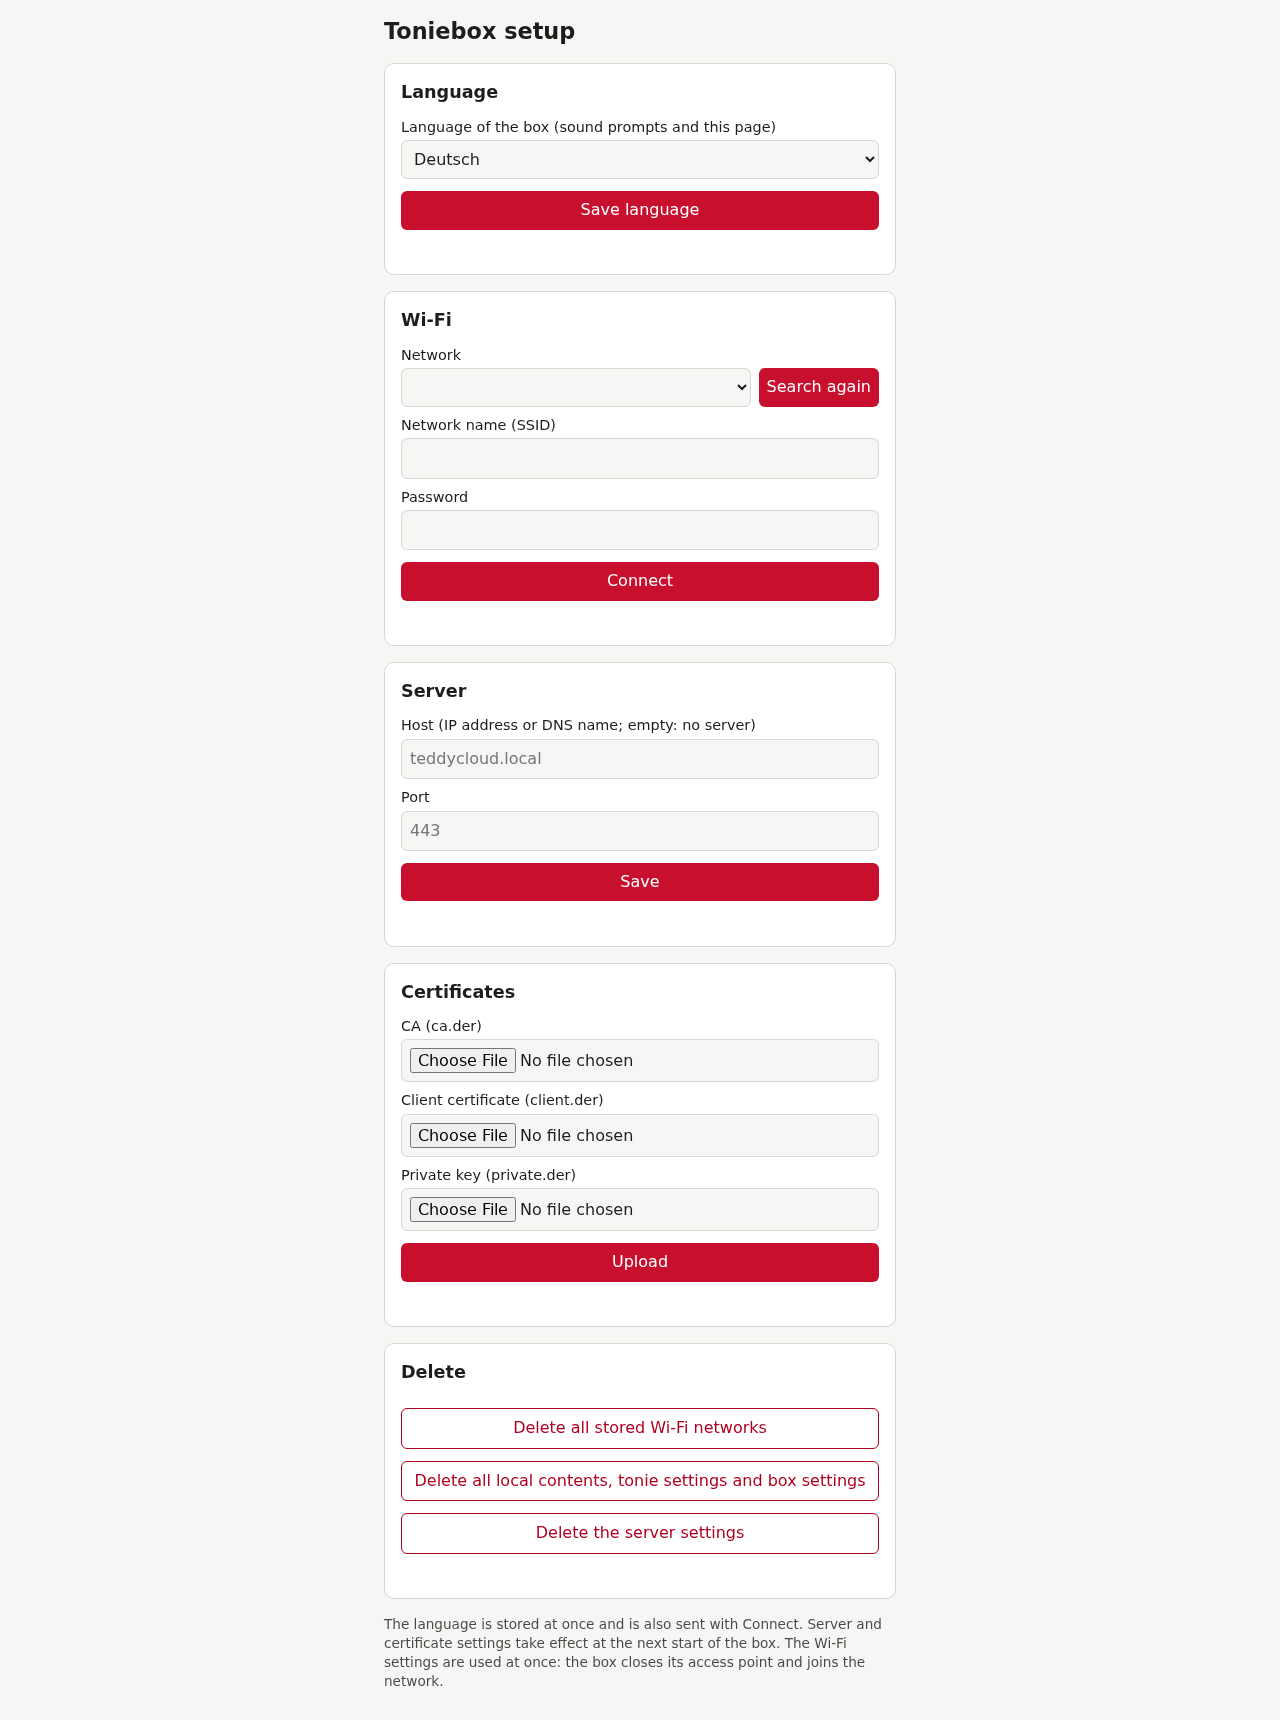 Toniebox setup
Language
Language of the box (sound prompts and this page)
Deutsch
Save language
Wi-Fi
Network
Search again
Network name (SSID)
Password
Connect
Server
Host (IP address or DNS name; empty: no server)
teddycloud.local
Port
443
Save
Certificates
CA (ca.der)
Choose File No file chosen
Client certificate (client.der)
Choose File No file chosen
Private key (private.der)
Choose File No file chosen
Upload
Delete
Delete all stored Wi-Fi networks
Delete all local contents, tonie settings and box settings
Delete the server settings
The language is stored at once and is also sent with Connect. Server and
certificate settings take effect at the next start of the box. The Wi-Fi
settings are used at once: the box closes its access point and joins the
network.